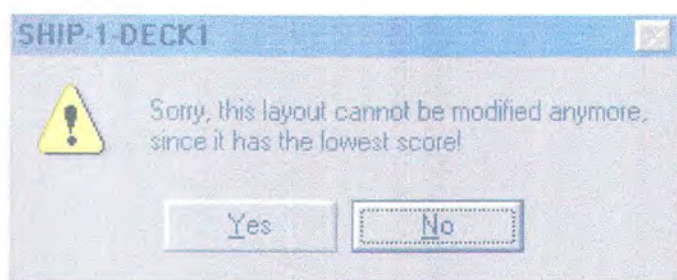 SHIP-1-DECK1
Sorry, this layout cannot be modified anymore,
since it has the lowest score!
Yes
No